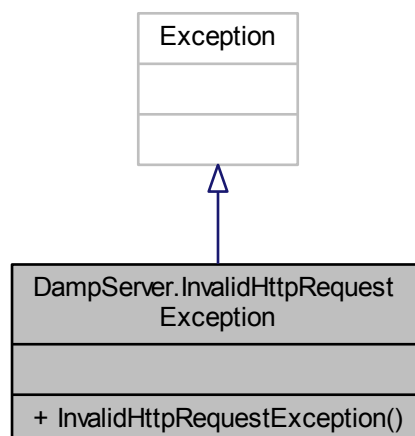 Exception
DampServer.InvalidHttpRequest
Exception
+ InvalidHttpRequestException()